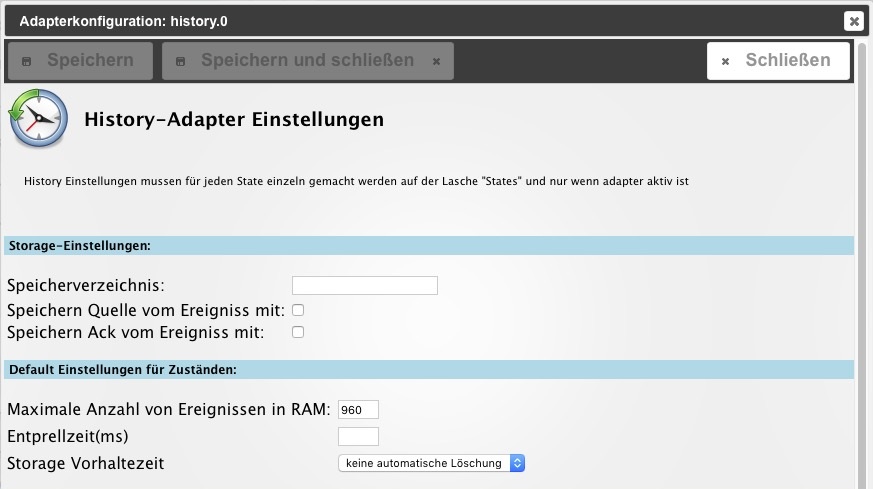 Adapterkonfiguration: history.0
Speichern Speichern und schließen Schließen
History-Adapter Einstellungen
History Einstellungen mussen für jeden State einzeln gemacht werden auf der Lasche "States" und nur wenn adapter aktiv ist
Storage-Einstellungen:
Speicherverzeichnis:
Speichern Quelle vom Ereigniss mit:
Speichern Ack vom Ereigniss mit:
Default Einstellungen für Zuständen:
Maximale Anzahl von Ereignissen in RAM: 960
Entprellzeit(ms)
Storage Vorhaltezeit keine automatische Löschung